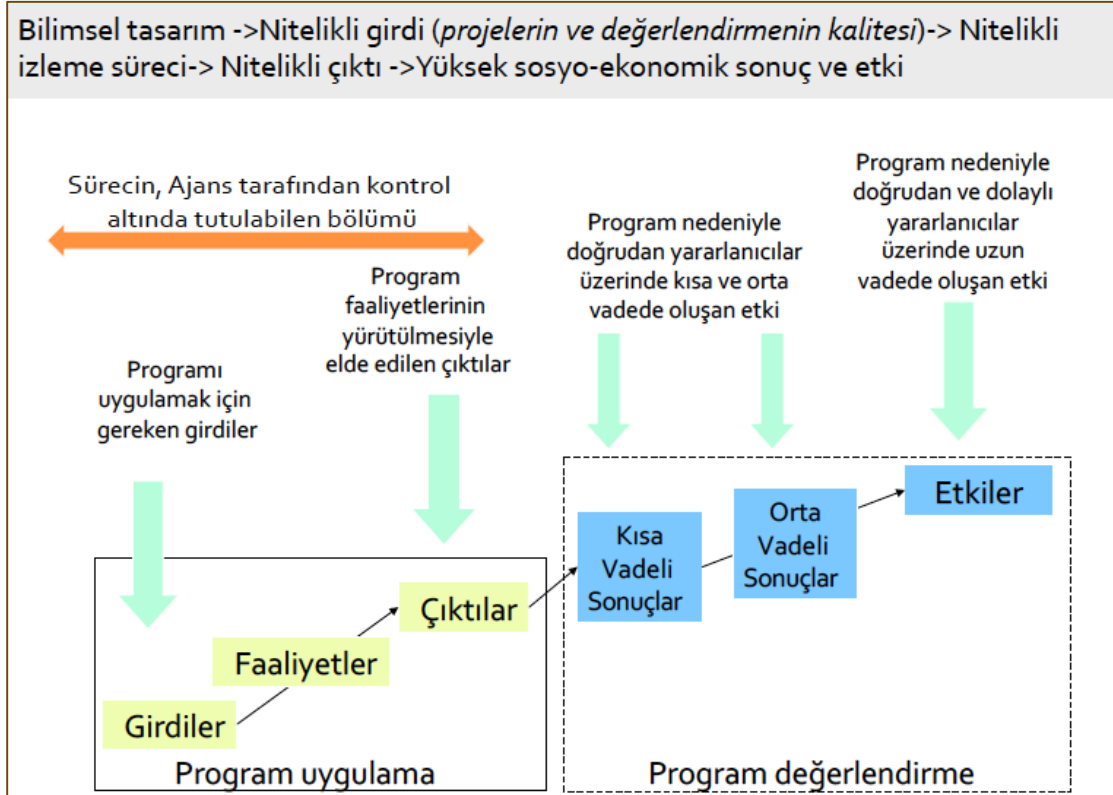 Bilimsel tasarım ->Nitelikli girdi (projelerin ve değerlendirmenin kalitesi)-> Nitelikli
izleme süreci-> Nitelikli çıktı ->Yüksek sosyo-ekonomik sonuç ve etki
Sürecin, Ajans tarafından kontrol
altında tutulabilen bölümü
Programı
uygulamak için
gereken girdiler
Program
faaliyetlerinin
yürütülmesiyle
elde edilen çıktılar
Program nedeniyle
doğrudan yararlanıcılar
üzerinde kısa ve orta
vadede oluşan etki
Program nedeniyle
doğrudan ve dolaylı
yararlanıcılar
üzerinde uzun
vadede oluşan etki
Girdiler
Faaliyetler
Çıktılar
Kısa
Vadeli
Sonuçlar
Orta
Vadeli
Sonuçlar
Etkiler
Program uygulama
Program değerlendirme